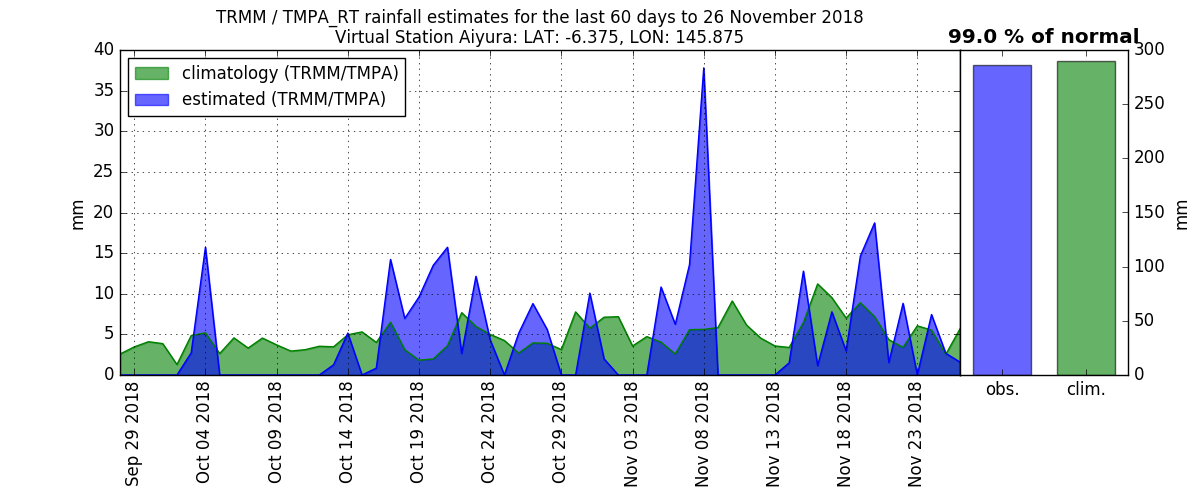 TRMM / TMPA_RT rainfall estimates for the last 60 days to 26 November 2018
Virtual Station Aiyura: LAT: -6.375, LON: 145.875
99.0 % of normal
climatology (TRMM/TMPA)
estimated (TRMM/TMPA)
40
35
30
25
20
15
10
5
0
mm
Sep 29 2018
Oct 04 2018
Oct 09 2018
Oct 14 2018
Oct 19 2018
Oct 24 2018
Oct 29 2018
Nov 03 2018
Nov 08 2018
Nov 13 2018
Nov 18 2018
Nov 23 2018
300
250
200
150
100
50
0
mm
obs.
clim.